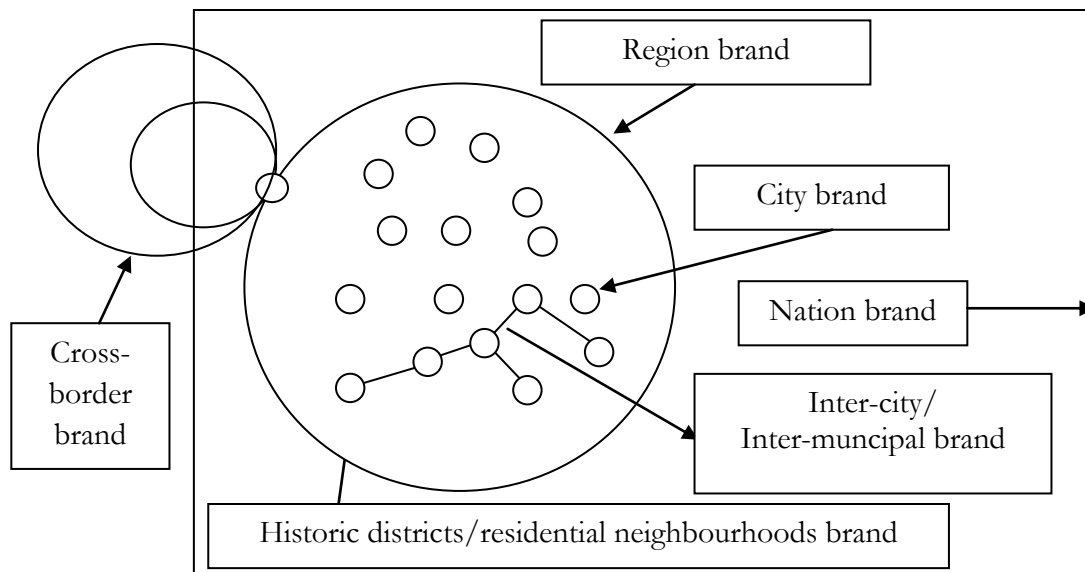 Region brand
City brand
Nation brand
Cross-
border
brand
Inter-city/
Inter-muncipal brand
Historic districts/residential neighbourhoods brand